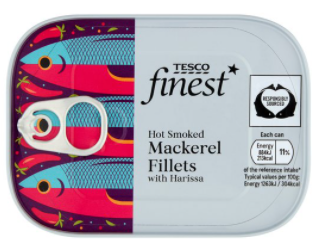 TESCO
finest*
RESPONSIBLY
SOURCED
Hot Smoked
Mackerel
Fillets
with Harissa
Each can
Energy
884kJ
213kcal
11%
of the reference intake*
Typical values per 100g:
Energy 1263kJ / 304kcal